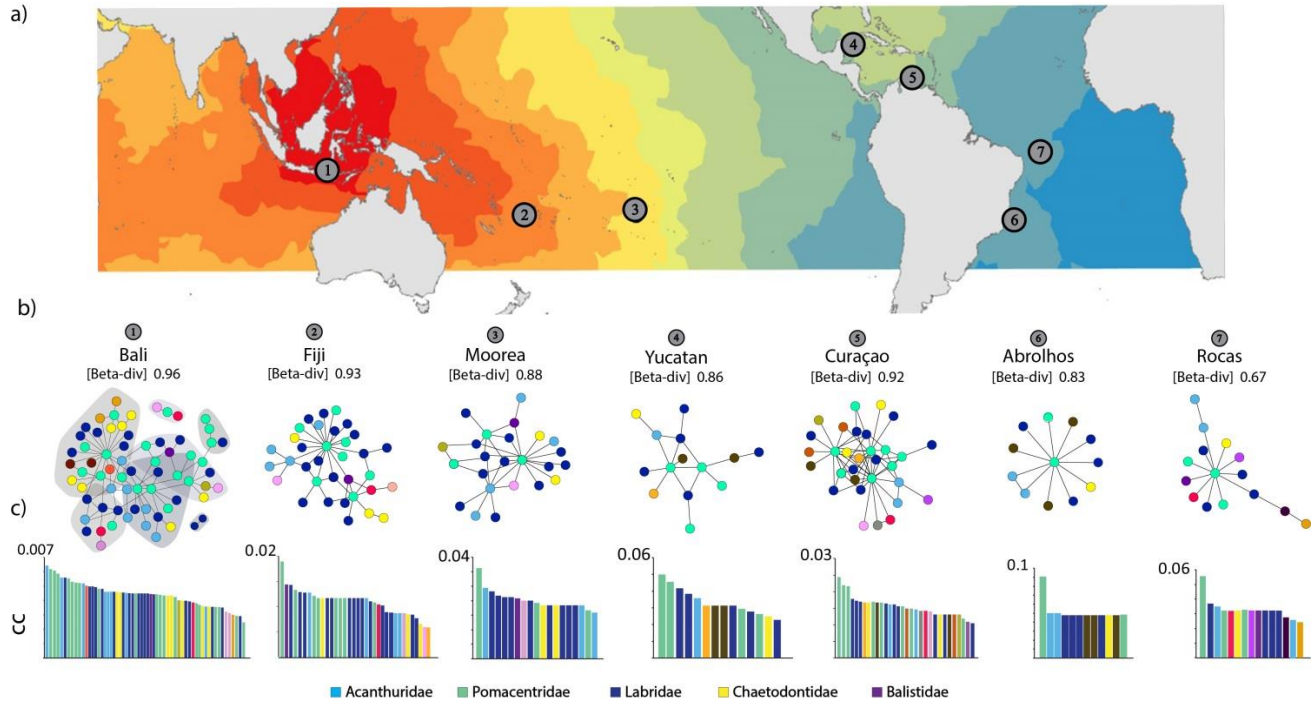 a)
4
5
7
1
3
2
6
b)
1
2
3
4
5
6
7
Bali
Fiji
Moorea
Yucatan
Curaçao
Abrolhos
Rocas
[Beta-div] 0.96
[Beta-div] 0.93
[Beta-div] 0.88
[Beta-div] 0.86
[Beta-div] 0.92
[Beta-div] 0.83
[Beta-div] 0.67
c)
0.007
0.02
0.04
0.06
0.03
0.1
0.06
CC
Acanthuridae
Pomacentridae
Labridae
Chaetodontidae
Balistidae